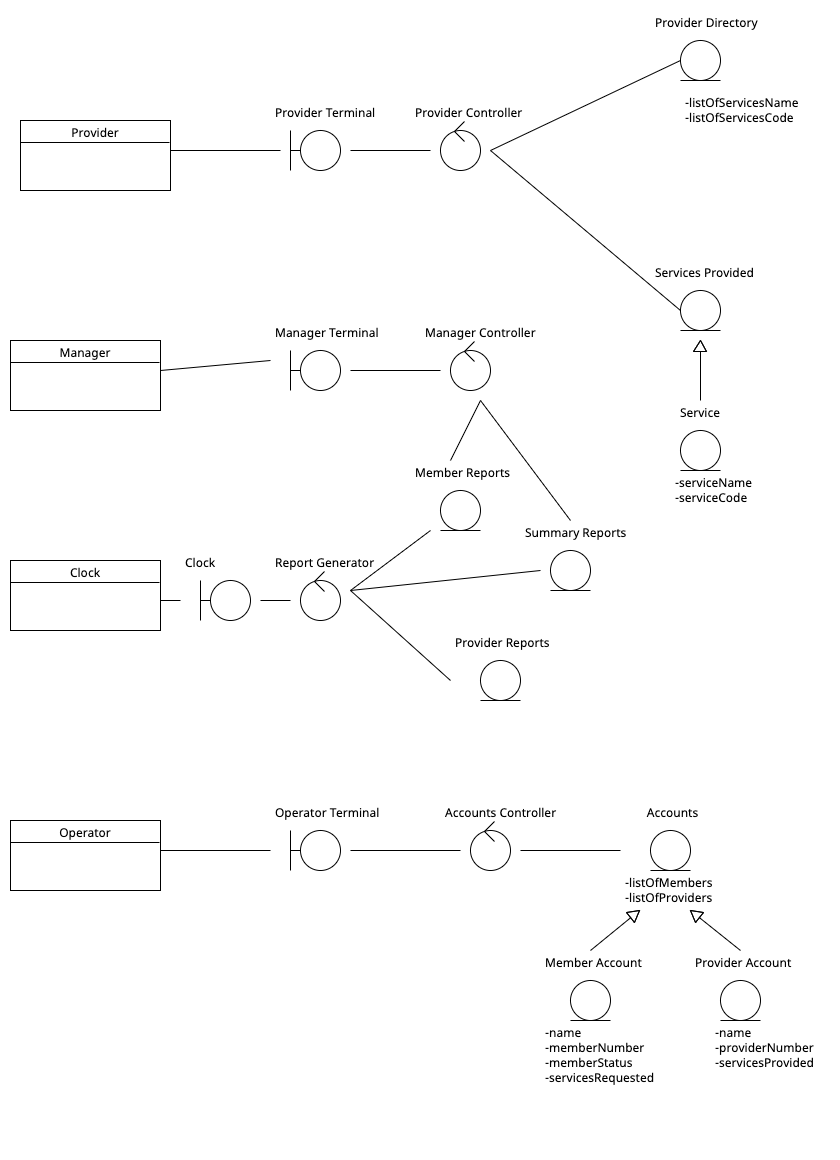 Provider Directory
-listOfServicesName
-listOfServicesCode
Provider Terminal
Provider Controller
Provider
Services Provided
Manager Terminal
Manager Controller
Manager
Service
-serviceName
-serviceCode
Member Reports
Summary Reports
Clock
Report Generator
Clock
Provider Reports
Operator Terminal
Accounts Controller
Accounts
Operator
-listOfMembers
-listOfProviders
Member Account
-name
-memberNumber
-memberStatus
-servicesRequested
Provider Account
-name
-providerNumber
-servicesProvided